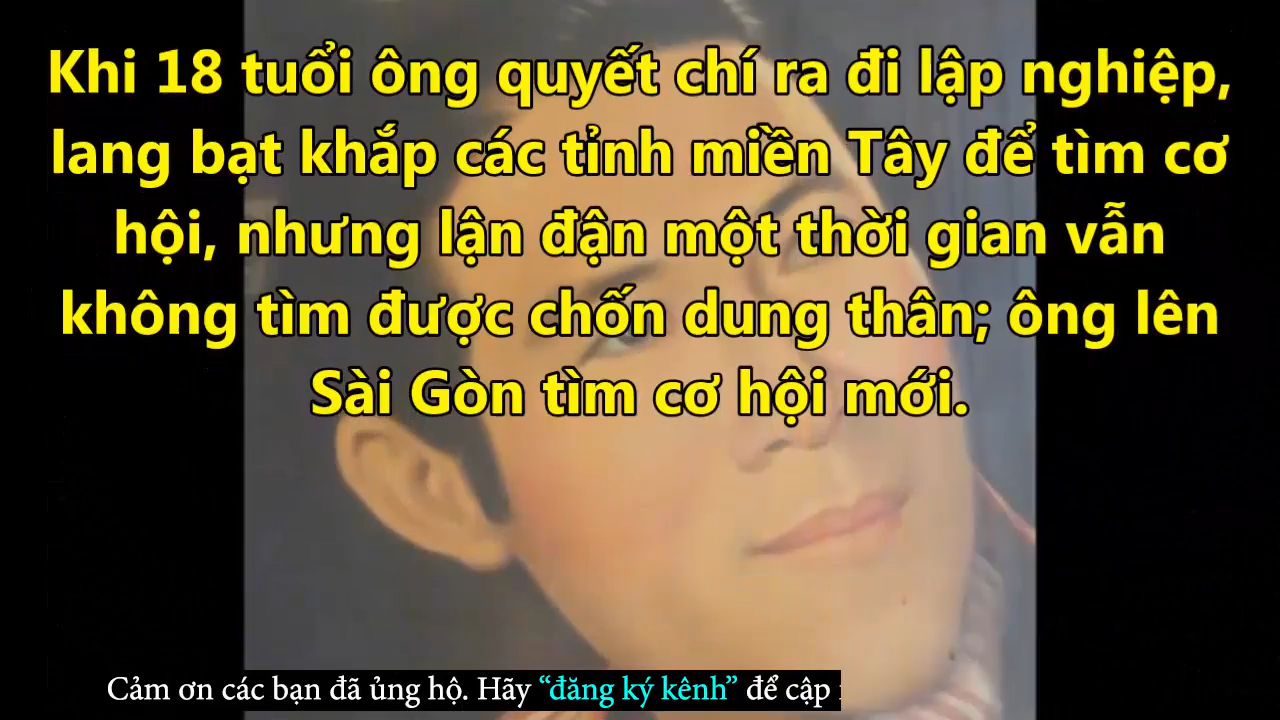 Khi 18 tuổi ông quyết chí ra đi lập nghiệp,
lang bạt khắp các tỉnh miền Tây để tìm cơ
hội, nhưng lận đận một thời gian vẫn
không tìm được chốn dung thân; ông lên
Sài Gòn tìm cơ hội mới.
Cảm ơn các bạn đã ủng hộ. Hãy “đăng ký kênh” để cập